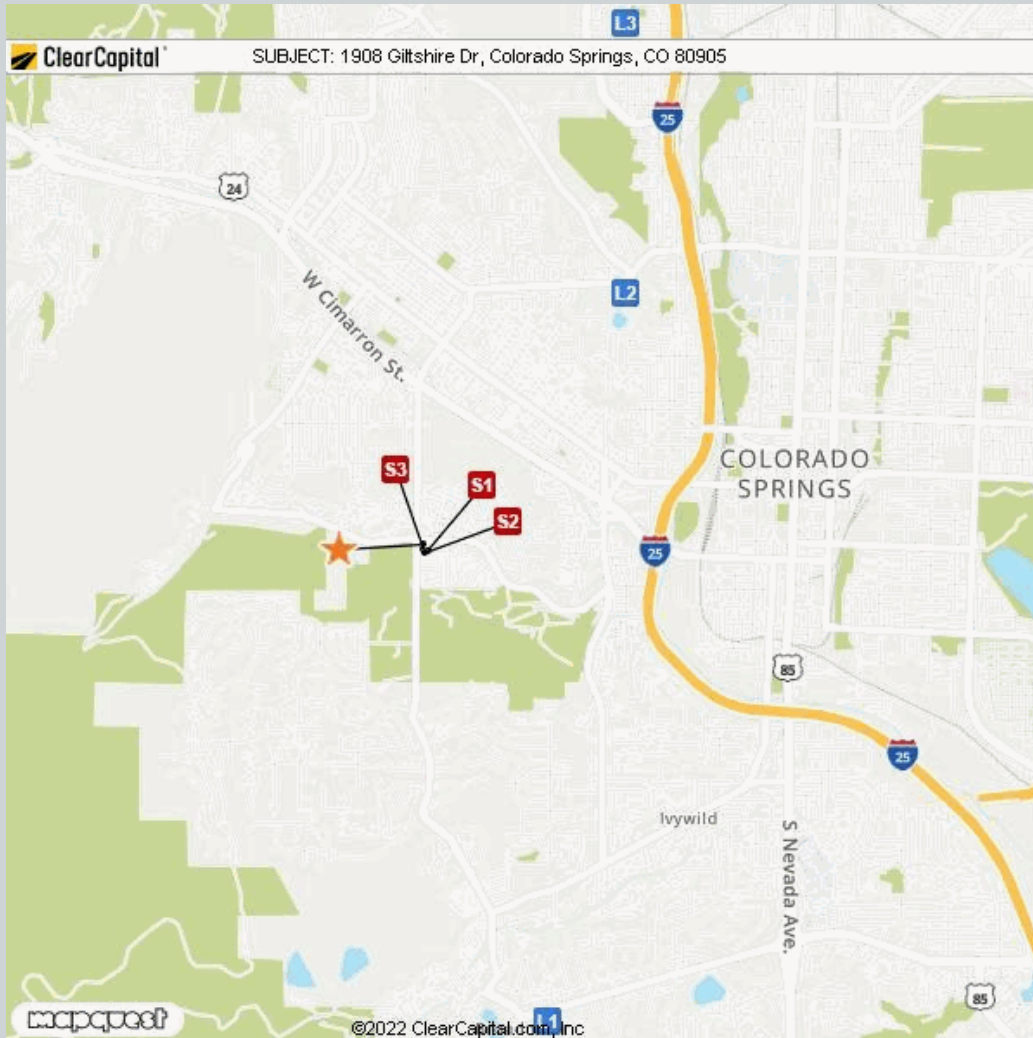 L3
ClearCapital
SUBJECT: 1908 Giltshire Dr, Colorado Springs, CO 80905
25
24
L2
W Cimarron St.
COLORADO
SPRINGS
S3
S1
S2
25
85
25
Ivywild
S Nevada Ave.
85
mapquest
L1
©2022 ClearCapital.com, Inc